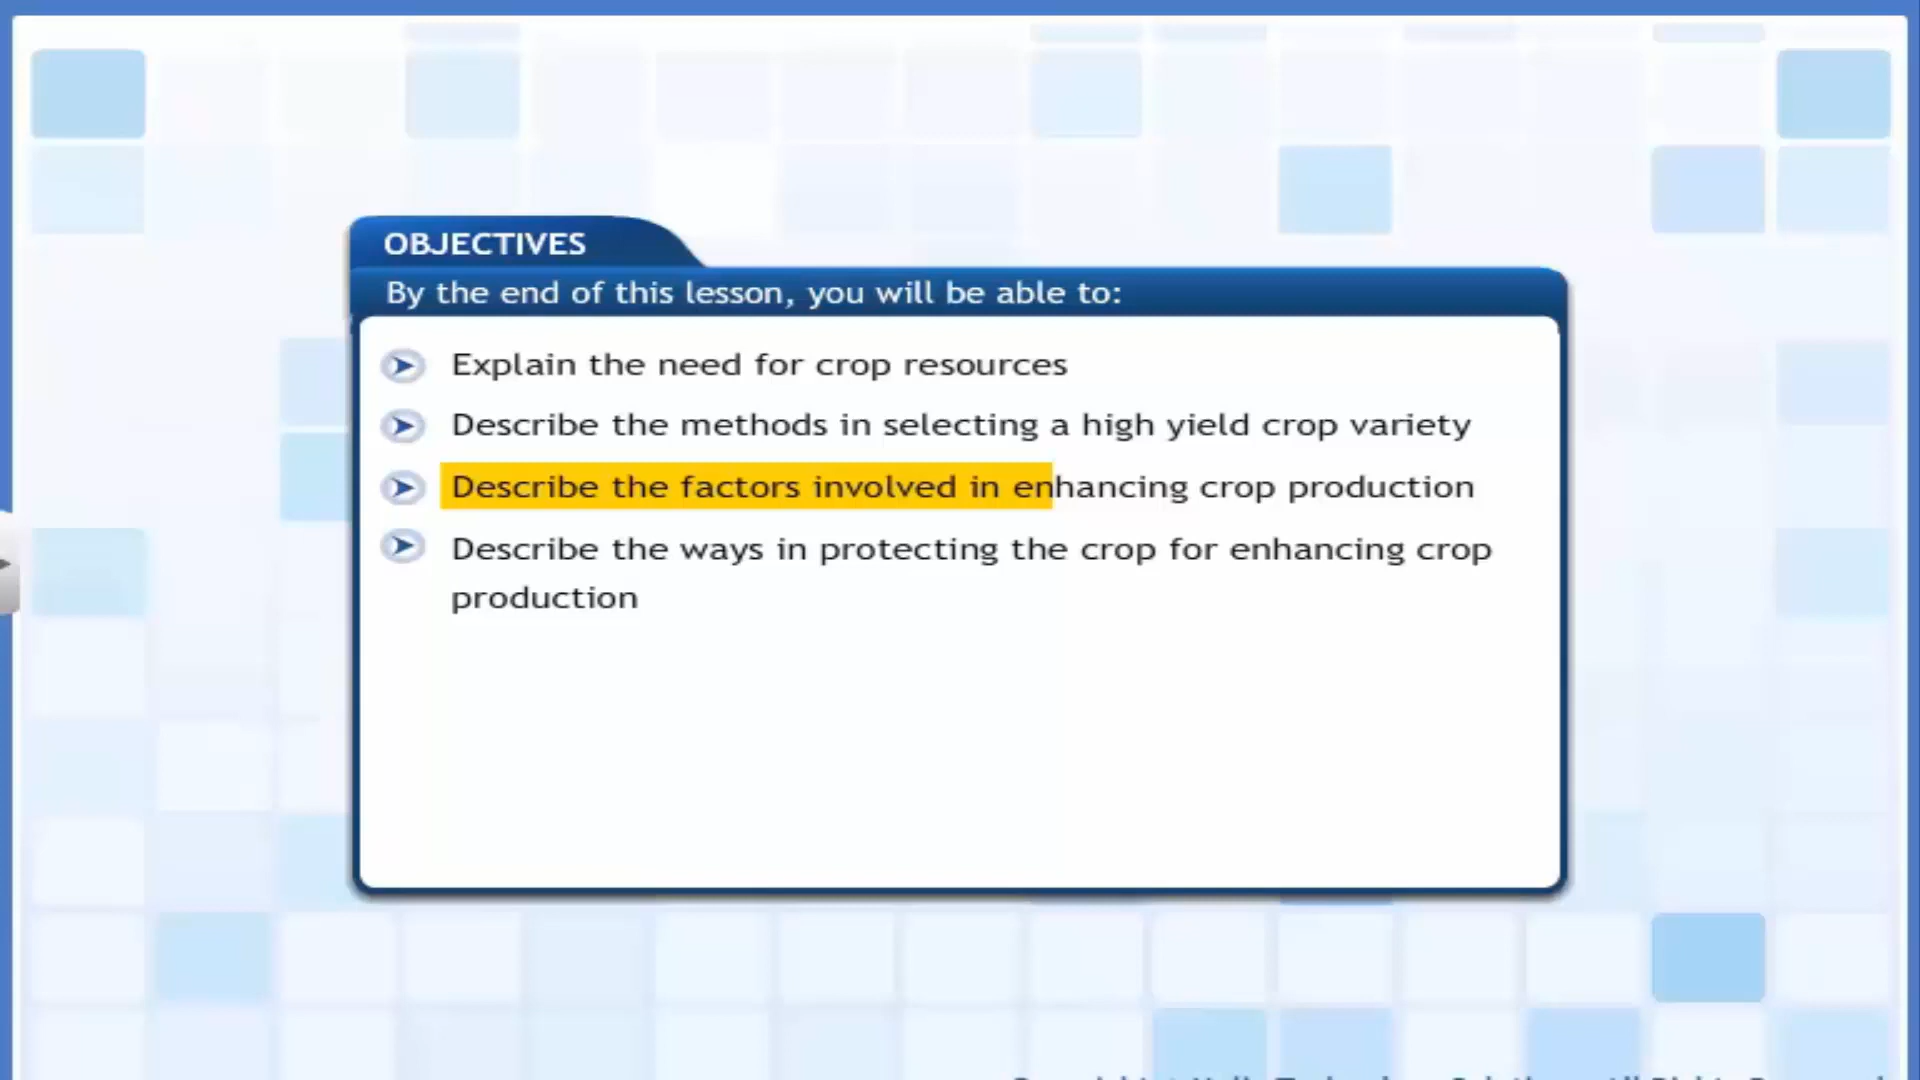 OBJECTIVES
By the end of this lesson, you will be able to:
Explain the need for crop resources
Describe the methods in selecting a high yield crop variety
Describe the factors involved in enhancing crop production
Describe the ways in protecting the crop for enhancing crop
production